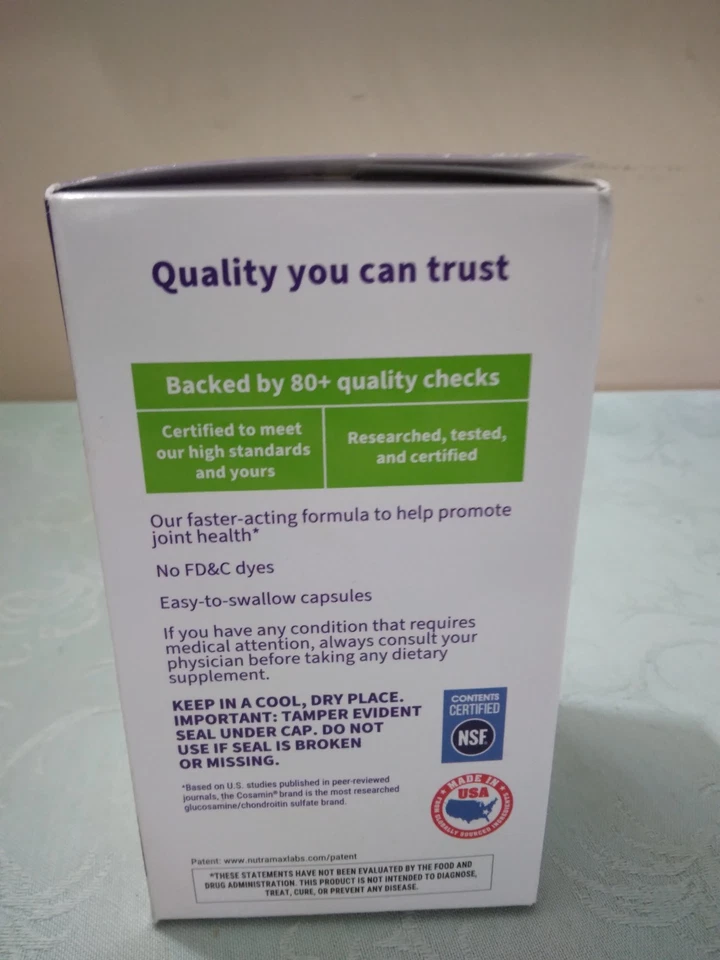 Quality you can trust
Backed by 80+ quality checks
Certified to meet
our high standards
and yours
Researched, tested,
and certified
Our faster-acting formula to help promote
joint health*
No FD&C dyes
Easy-to-swallow capsules
If you have any condition that requires
medical attention, always consult your
physician before taking any dietary
supplement.
KEEP IN A COOL, DRY PLACE.
IMPORTANT: TAMPER EVIDENT
SEAL UNDER CAP. DO NOT
USE IF SEAL IS BROKEN
OR MISSING.
CONTENTS
CERTIFIED
NSF
MADE IN
USA
FROM GLOBALLY SOURCED INGREDIENTS
*Based on U.S. studies published in peer-reviewed
journals, the Cosamin® brand is the most researched
glucosamine/chondroitin sulfate brand.
Patent: www.nutramaxlabs.com/patent
*THESE STATEMENTS HAVE NOT BEEN EVALUATED BY THE FOOD AND
DRUG ADMINISTRATION. THIS PRODUCT IS NOT INTENDED TO DIAGNOSE,
TREAT, CURE, OR PREVENT ANY DISEASE.